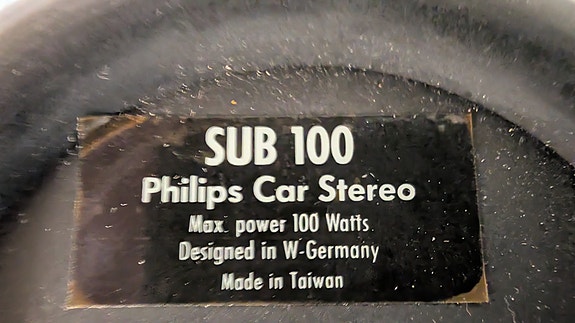 SUB 100
Philips Car Stereo
Max. power 100 Watts
Designed in W-Germany
Made in Taiwan